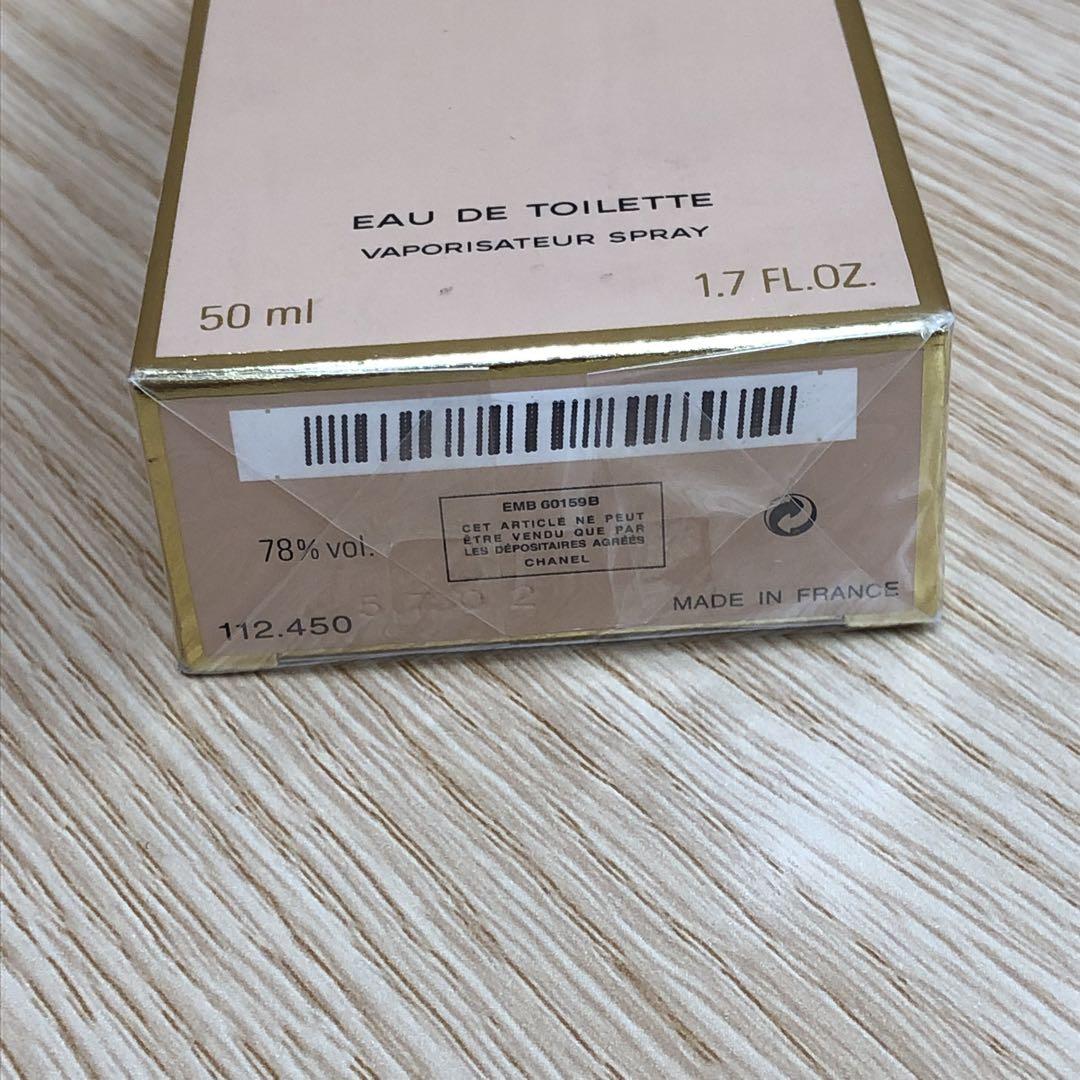 EAU DE TOILETTE
VAPORISATEUR SPRAY
50 ml
1.7 FL.OZ.
EMB 60159B
CET ARTICLE NE PEUT
ÊTRE VENDU QUE PAR
LES DÉPOSITAIRES AGRÉÉS
CHANEL
78% vol.
5702
112.450
MADE IN FRANCE